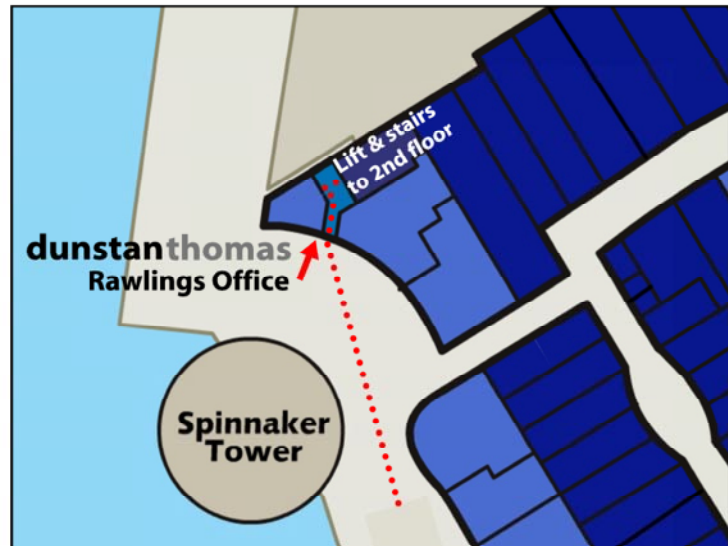 Lift & stairs
to 2nd floor
dunstanthomas
Rawlings Office
Spinnaker
Tower